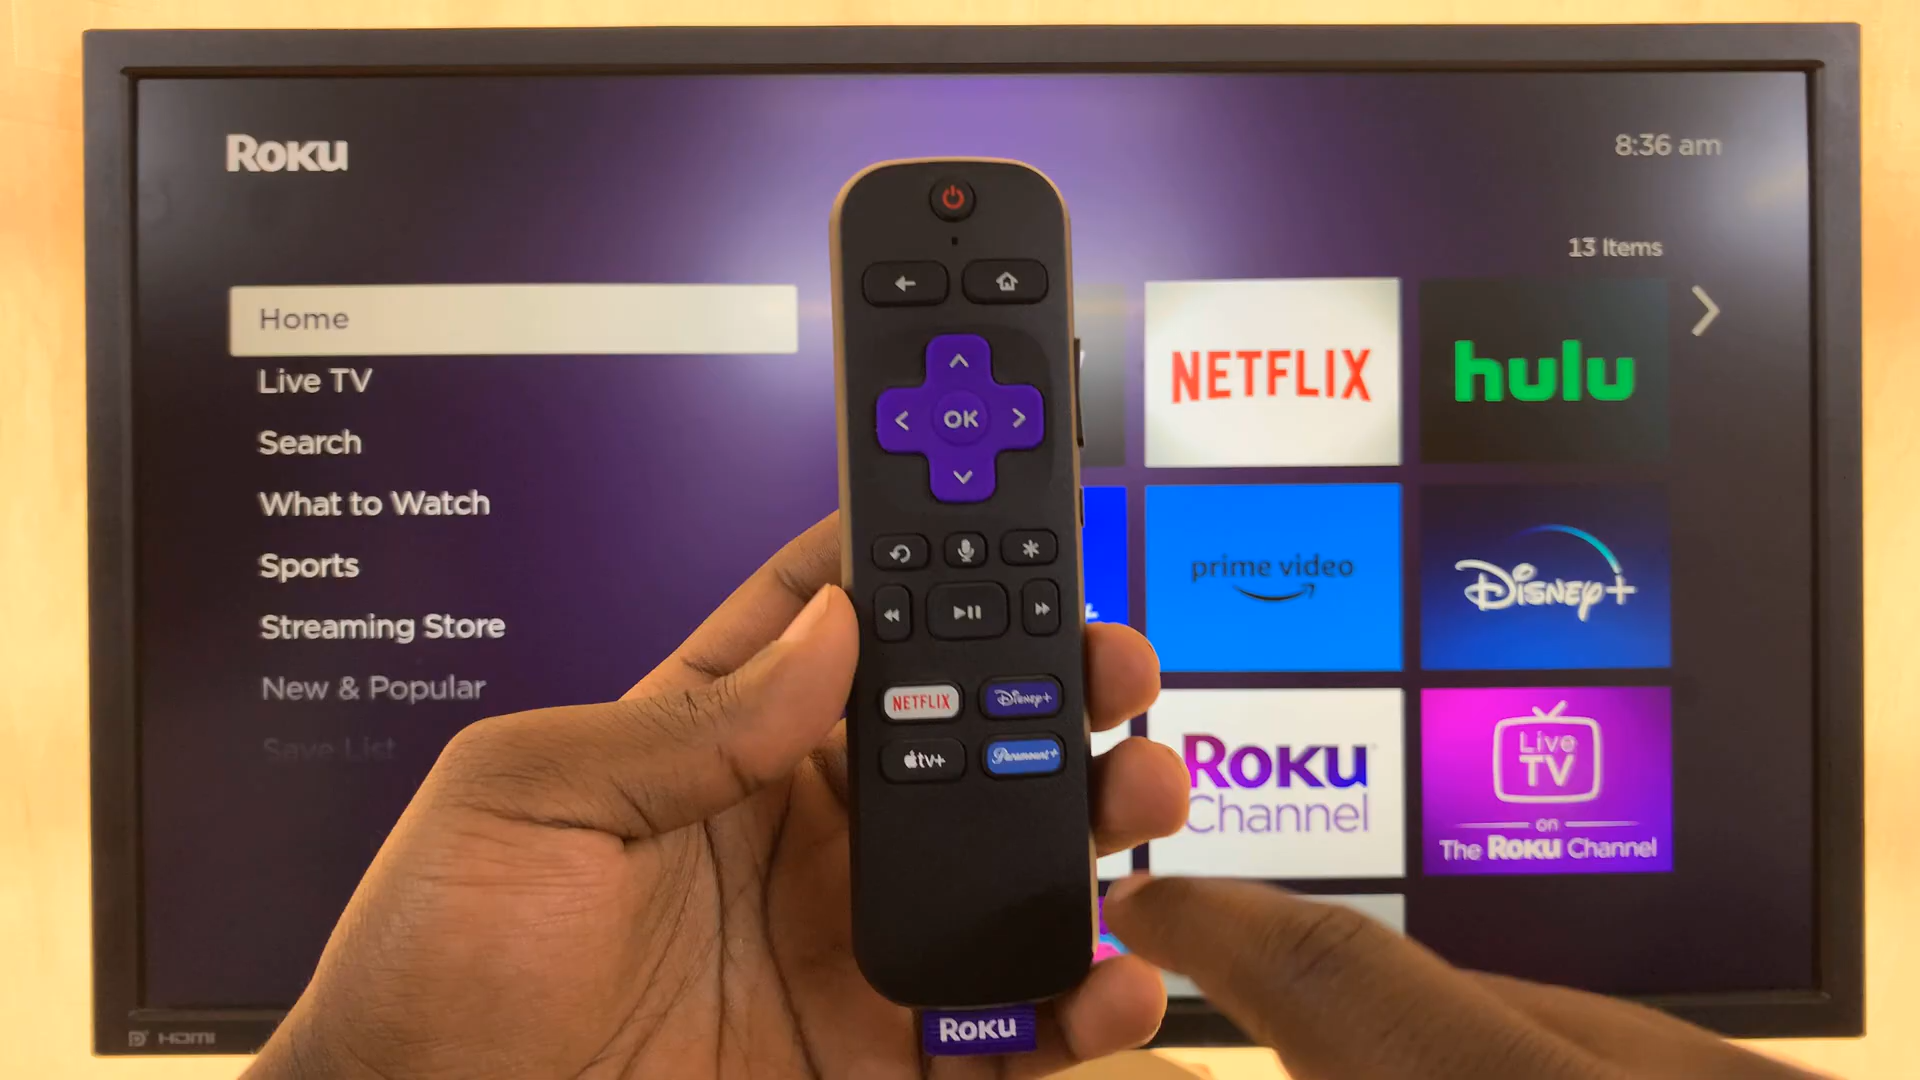 Roku
8:36 am
13 Items
Home
Live TV
Search
What to Watch
Sports
Streaming Store
New & Popular
Save List
NETFLIX
hulu
prime video
Disney+
Roku
Channel
Live
TV
on
The Roku Channel
OK
NETFLIX
Disney+
tv+
Paramount+
Roku
HDMI